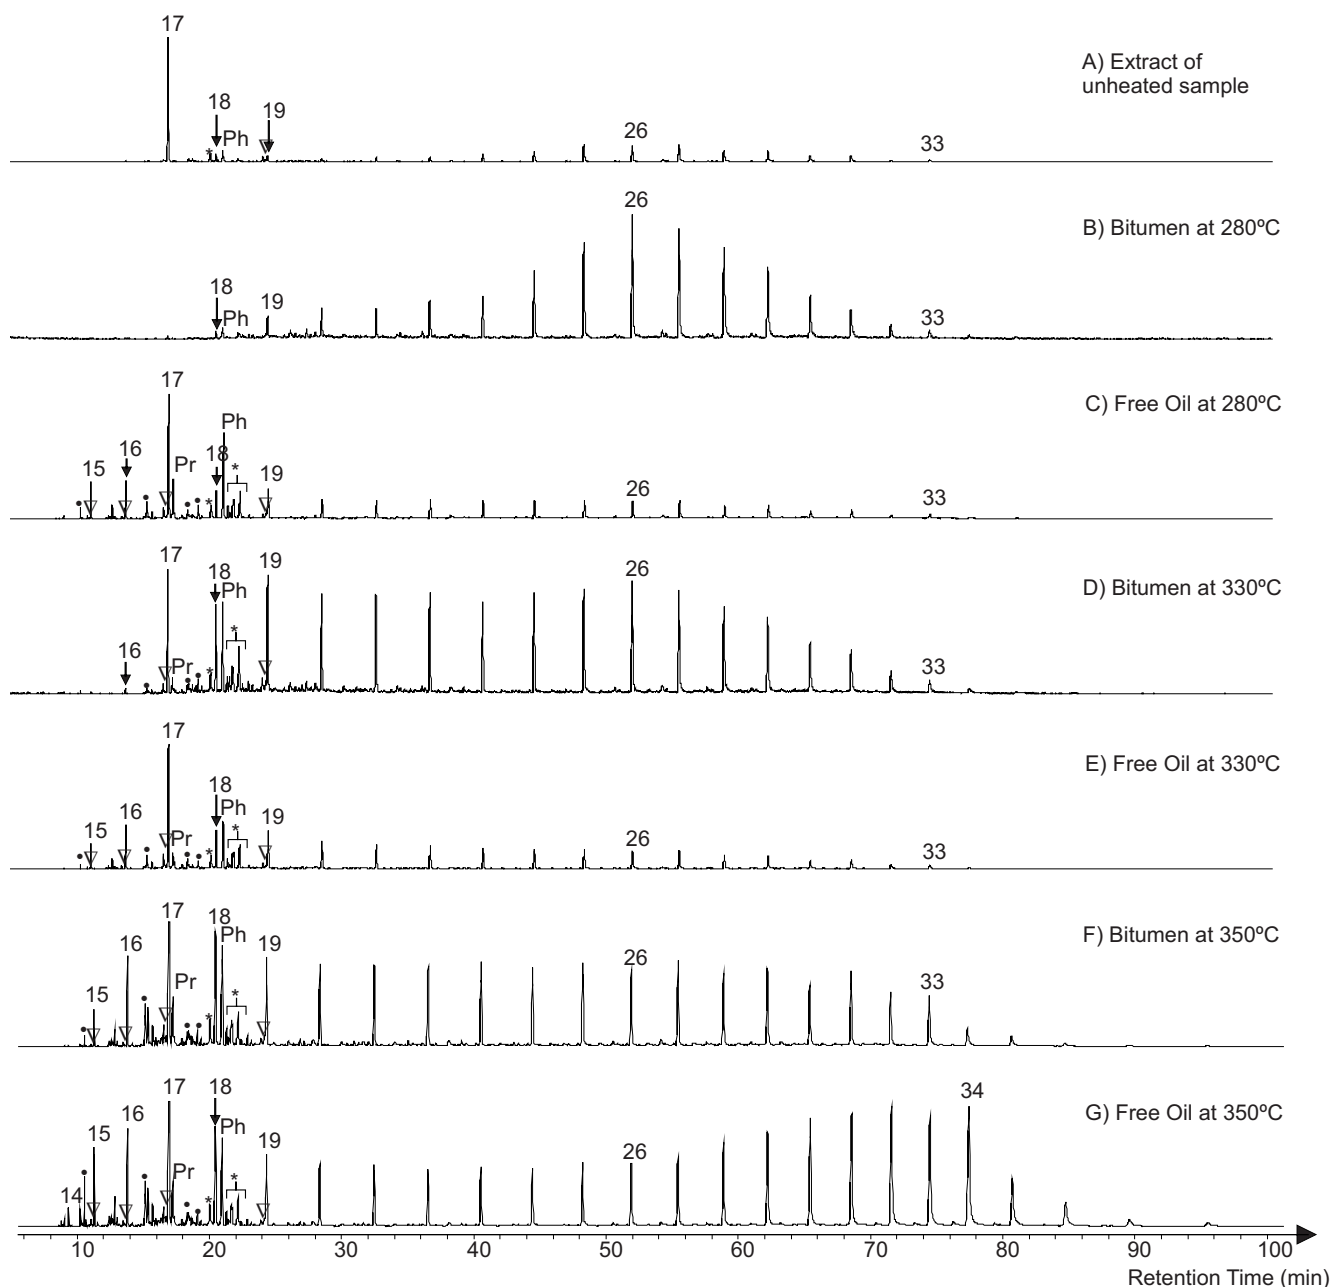 17
18
19
* Ph
26
33
A) Extract of
unheated sample
18
19
Ph
26
33
B) Bitumen at 280ºC
17
Ph
16
18
15
Pr
*
19
*
26
33
C) Free Oil at 280ºC
17
18
19
Ph
*
16
Pr
*
26
33
D) Bitumen at 330ºC
17
18
Ph
16
19
15
Pr
*
*
26
33
E) Free Oil at 330ºC
17
18
Ph
16
19
Pr
15
*
*
26
33
F) Bitumen at 350ºC
17
18
Ph
16
19
15
Pr
14
*
*
26
34
G) Free Oil at 350ºC
10 20 30 40 50 60 70 80 90 100
Retention Time (min)